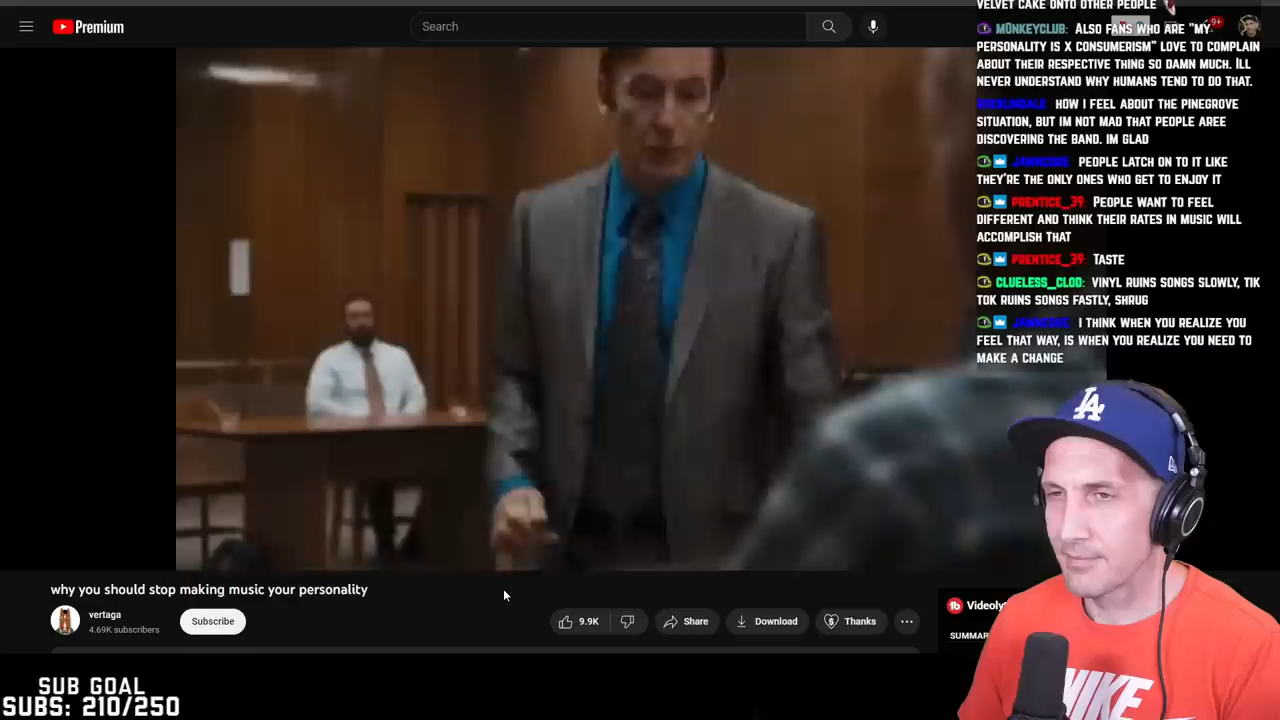 Premium
Search
9+
VELVET CAKE ONTO OTHER PEOPLE
MÜNKEYCLUB: ALSO FANS WHO ARE "MY
PERSONALITY IS X CONSUMERISM" LOVE TO COMPLAIN
ABOUT THEIR RESPECTIVE THING SO DAMN MUCH. ILL
NEVER UNDERSTAND WHY HUMANS TEND TO DO THAT.
HOW I FEEL ABOUT THE PINEGROVE
SITUATION, BUT IM NOT MAD THAT PEOPLE AREE
DISCOVERING THE BAND. IM GLAD
PEOPLE LATCH ON TO IT LIKE
THEY'RE THE ONLY ONES WHO GET TO ENJOY IT
PRENTICE_39: PEOPLE WANT TO FEEL
DIFFERENT AND THINK THEIR RATES IN MUSIC WILL
ACCOMPLISH THAT
PRENTICE_39: TASTE
CLUELESS_CLOD: VINYL RUINS SONGS SLOWLY, TIK
TOK RUINS SONGS FASTLY, SHRUG
I THINK WHEN YOU REALIZE YOU
FEEL THAT WAY, IS WHEN YOU REALIZE YOU NEED TO
MAKE A CHANGE
LA
why you should stop making music your personality
vertaga
4.69K subscribers
Subscribe
9.9K
Share
Download
Thanks
Videoly
SUMMAR
NIKE
SUB GOAL
SUBS: 210/250